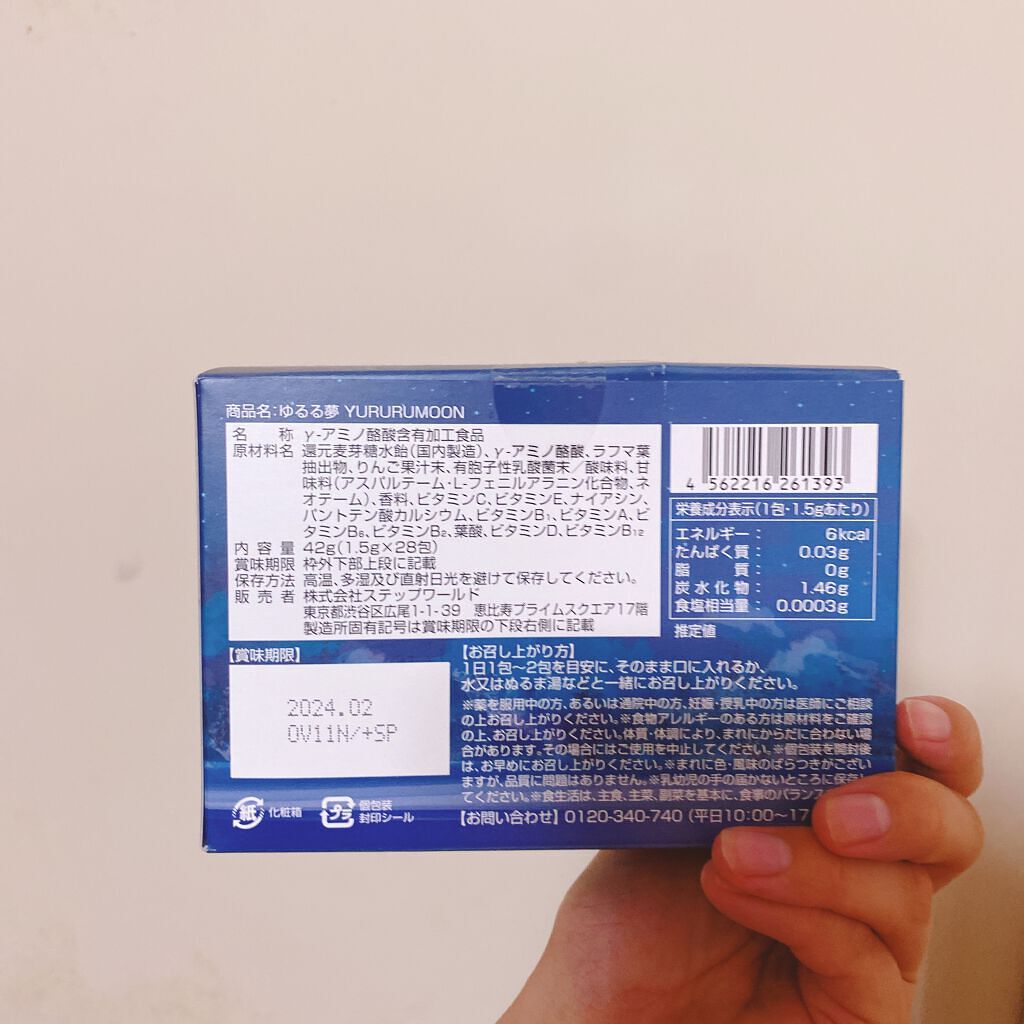 商品名：ゆるる夢 YURURUMOON
名称 γ-アミノ酪酸含有加工食品
原材料名 還元麦芽糖水飴（国内製造）、γ-アミノ酪酸、ラフマ葉
抽出物、りんご果汁末、有胞子性乳酸菌末／酸味料、甘
味料（アスパルテーム・L-フェニルアラニン化合物、ネ
オテーム）、香料、ビタミンC、ビタミンE、ナイアシン、
パントテン酸カルシウム、ビタミンB₁、ビタミンA、ビ
タミンB₆、ビタミンB₂、葉酸、ビタミンD、ビタミンB₁₂
内容量 42g（1.5g×28包）
賞味期限 枠外下部上段に記載
保存方法 高温、多湿及び直射日光を避けて保存してください。
販売者 株式会社ステップワールド
東京都渋谷区広尾1-1-39 恵比寿プライムスクエア17階
製造所固有記号は賞味期限の下段右側に記載
4 562216 261393
栄養成分表示（1包・1.5gあたり）
エネルギー： 6kcal
たんぱく質： 0.03g
脂質： 0g
炭水化物： 1.46g
食塩相当量： 0.0003g
推定値
【賞味期限】
2024.02
0V11N/+SP
紙 化粧箱
プラ 個包装
封印シール
【お召し上がり方】
1日1包～2包を目安に、そのまま口に入れるか、
水又はぬるま湯などと一緒にお召し上がりください。
※薬を服用中の方、あるいは通院中の方、妊娠・授乳中の方は医師にご相談
の上お召し上がりください。※食物アレルギーのある方は原材料をご確認
の上、お召し上がりください。体質・体調により、まれにからだに合わない場
合があります。その場合にはご使用を中止してください。※個包装を開封後
は、お早めにお召し上がりください。※まれに色・風味のばらつきがござい
ますが、品質に問題はありません。※乳幼児の手の届かないところに保存し
てください。※食生活は、主食、主菜、副菜を基本に、食事のバランス
【お問い合わせ】0120-340-740（平日10:00～17